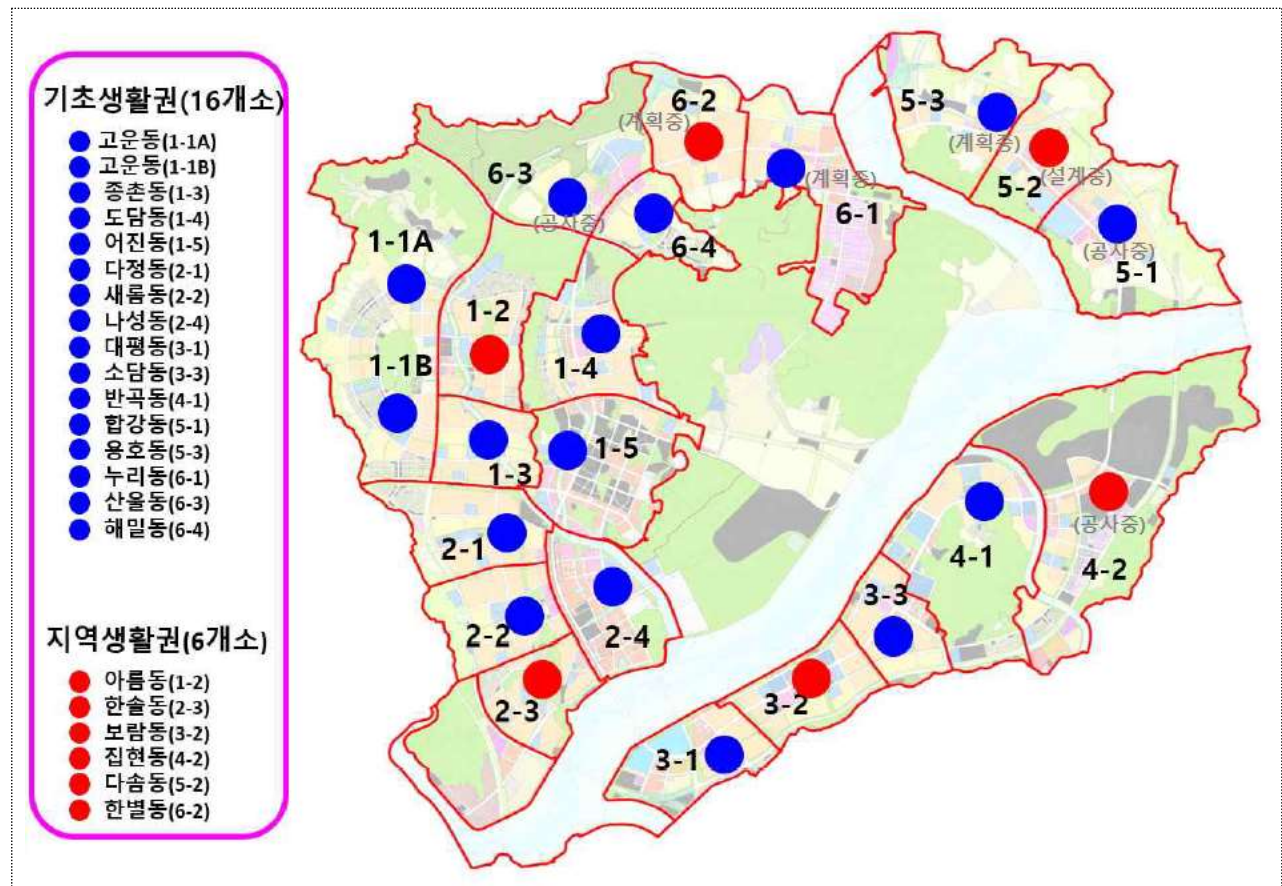 기초생활권(16개소)
고운동(1-1A)
고운동(1-1B)
종촌동(1-3)
도담동(1-4)
어진동(1-5)
다정동(2-1)
새롬동(2-2)
나성동(2-4)
대평동(3-1)
소담동(3-3)
반곡동(4-1)
합강동(5-1)
용호동(5-3)
누리동(6-1)
산울동(6-3)
해밀동(6-4)
지역생활권(6개소)
아름동(1-2)
한솔동(2-3)
보람동(3-2)
집현동(4-2)
다솜동(5-2)
한별동(6-2)
6-2
(계획중)
5-3
(계획중)
6-3
(공사중)
(계획중)
6-1
5-2
(설계중)
6-4
(공사중)
5-1
1-1A
1-2
1-4
1-1B
1-5
1-3
(공사중)
2-1
4-1
4-2
3-3
2-2
2-4
2-3
3-2
3-1